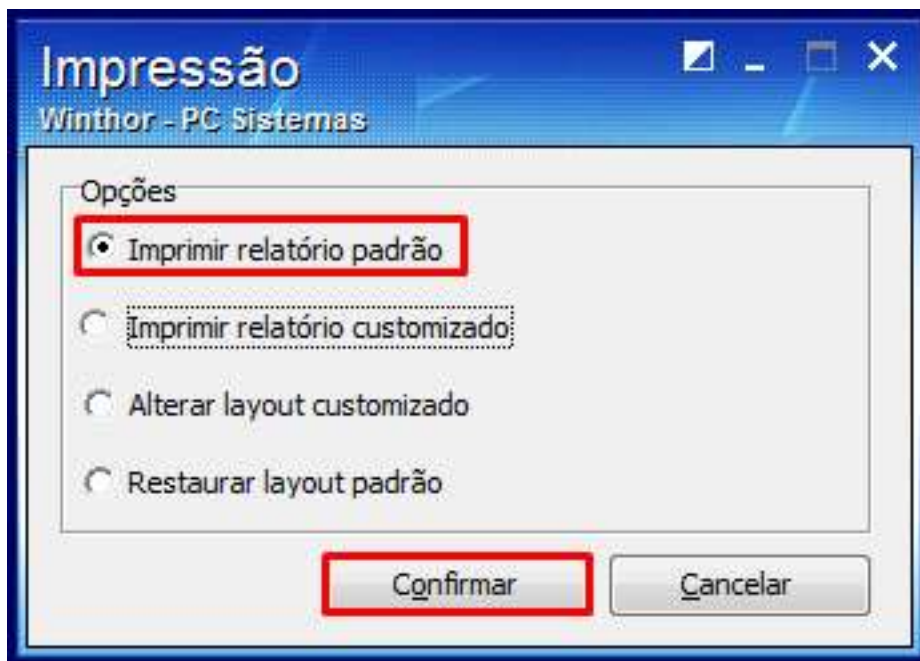 Impressão
Winthor - PC Sistemas
Opções
Imprimir relatório padrão
Imprimir relatório customizado
Alterar layout customizado
Restaurar layout padrão
Confirmar
Cancelar